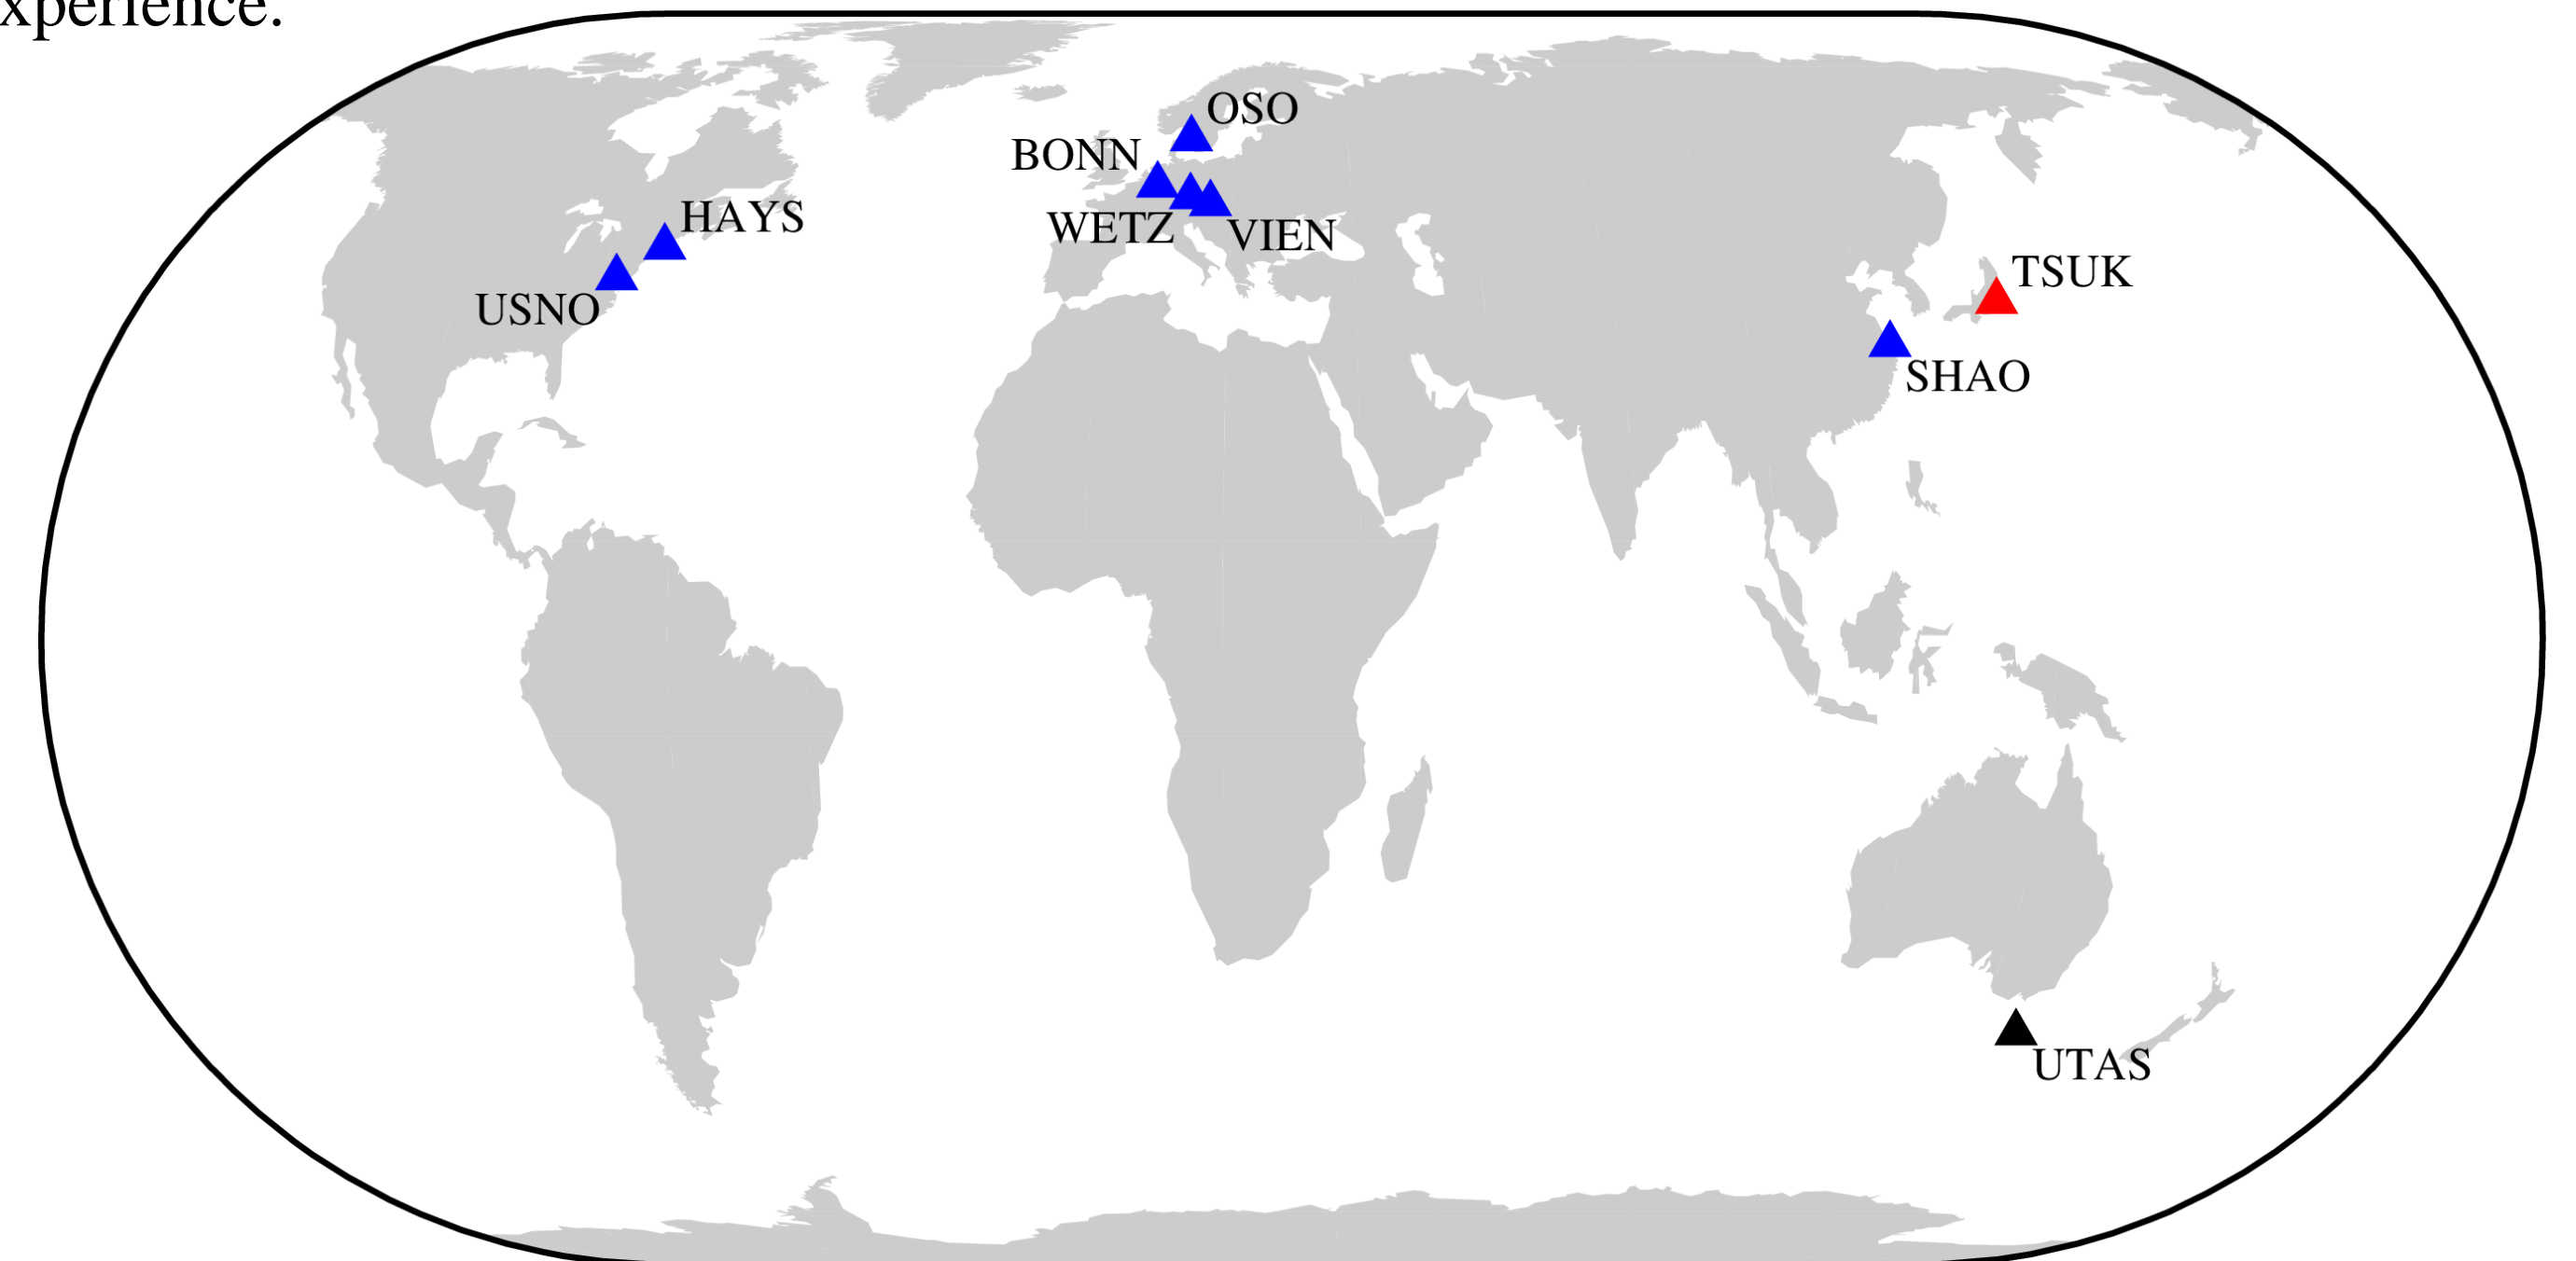 xperience.
OSO
BONN
WETZ
VIEN
HAYS
USNO
TSUK
SHAO
UTAS